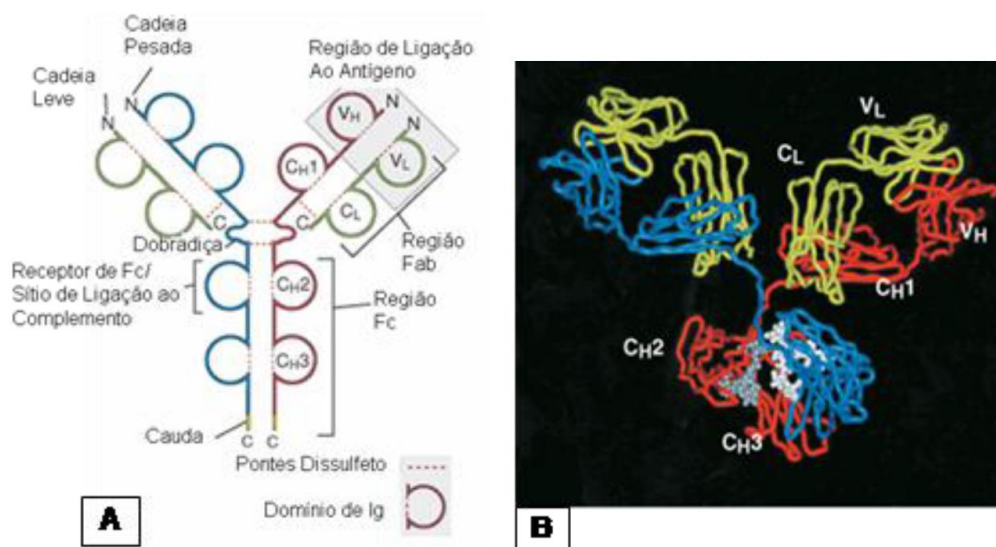 Cadeia
Pesada
Cadeia
Leve
N
N
Região de Ligação
Ao Antígeno
N
N
VH
VL
CH1
CL
C
C
Dobradiça
Região
Fab
Receptor de Fc/
Sítio de Ligação ao
Complemento
CH2
Região
Fc
CH3
Cauda
C C
Pontes Dissulfeto
Domínio de Ig
A
VL
CL
VH
CH1
CH2
CH3
B